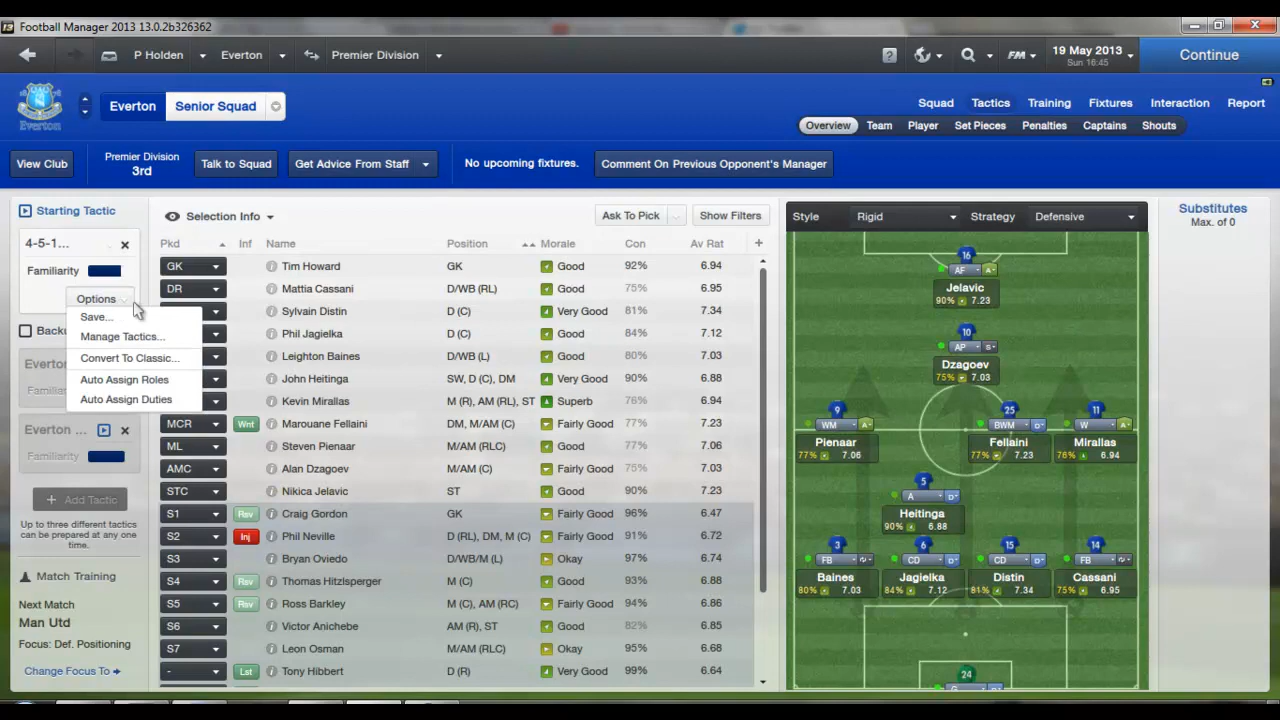 Football Manager 2013 13.0.2b326362
P Holden Everton Premier Division FM 19 May 2013 Sun 16:45 Continue
Everton Senior Squad
Squad Tactics Training Fixtures Interaction Report
Overview Team Player Set Pieces Penalties Captains Shouts
View Club Premier Division 3rd Talk to Squad Get Advice From Staff No upcoming fixtures. Comment On Previous Opponent's Manager
Starting Tactic
4-5-1...
Familiarity
Options
Save...
Manage Tactics...
Convert To Classic...
Auto Assign Roles
Auto Assign Duties
Everton ...
Familiarity
+ Add Tactic
Up to three different tactics
can be prepared at any one
time.
Match Training
Next Match
Man Utd
Focus: Def. Positioning
Change Focus To
Selection Info Ask To Pick Show Filters
Pkd Inf Name Position Morale Con Av Rat +
GK Tim Howard GK Good 92% 6.94
DR Mattia Cassani D/WB (RL) Good 75% 6.95
Sylvain Distin D (C) Very Good 81% 7.34
Phil Jagielka D (C) Good 84% 7.12
Leighton Baines D/WB (L) Good 80% 7.03
John Heitinga SW, D (C), DM Very Good 90% 6.88
Kevin Mirallas M (R), AM (RL), ST Superb 76% 6.94
MCR Wnt Marouane Fellaini DM, M/AM (C) Fairly Good 77% 7.23
ML Steven Pienaar M/AM (RLC) Good 77% 7.06
AMC Alan Dzagoev M/AM (C) Fairly Good 75% 7.03
STC Nikica Jelavic ST Good 90% 7.23
S1 Rsv Craig Gordon GK Fairly Good 96% 6.47
S2 Inj Phil Neville D (RL), DM, M (C) Fairly Good 91% 6.72
S3 Bryan Oviedo D/WB/M (L) Okay 97% 6.74
S4 Rsv Thomas Hitzlsperger M (C) Good 93% 6.88
S5 Rsv Ross Barkley M (C), AM (RC) Fairly Good 94% 6.86
S6 Victor Anichebe AM (R), ST Good 82% 6.85
S7 Leon Osman M/AM (RLC) Okay 95% 6.68
- Lst Tony Hibbert D (R) Very Good 99% 6.64
Style Rigid Strategy Defensive
16
AF A
Jelavic
90% 7.23
10
AP S
Dzagoev
75% 7.03
9 25 11
WM A BWM D W A
Pienaar Fellaini Mirallas
77% 7.06 77% 7.23 76% 6.94
5
A D
Heitinga
90% 6.88
3 6 15 14
FB CD D CD D FB
Baines Jagielka Distin Cassani
80% 7.03 84% 7.12 81% 7.34 75% 6.95
24
Substitutes
Max. of 0